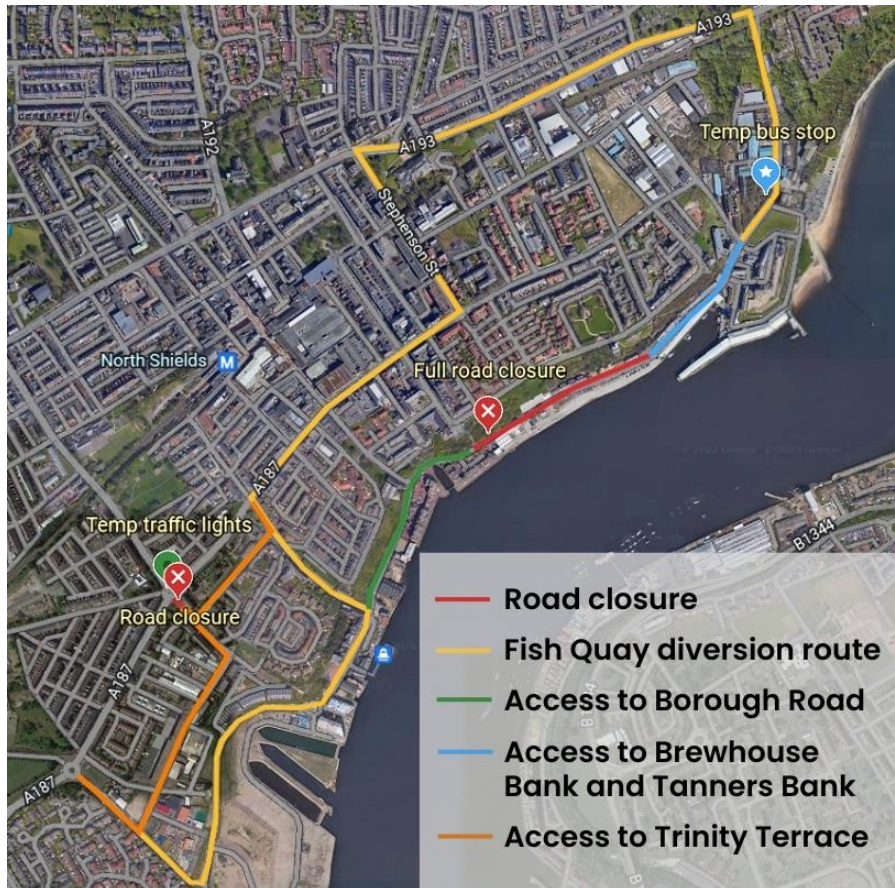 A193
A193
A192
Temp bus stop
Stephenson St
North Shields
M
Full road closure
A187
Temp traffic lights
Road closure
A187
A187
B1344
Road closure
Fish Quay diversion route
Access to Borough Road
Access to Brewhouse
Bank and Tanners Bank
Access to Trinity Terrace